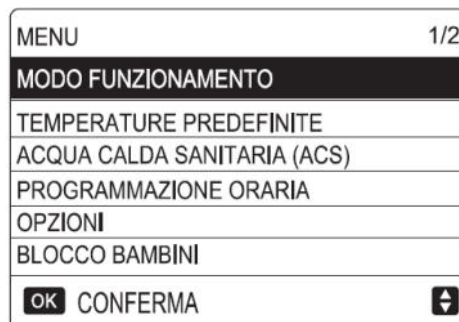 MENU 1/2
MODO FUNZIONAMENTO
TEMPERATURE PREDEFINITE
ACQUA CALDA SANITARIA (ACS)
PROGRAMMAZIONE ORARIA
OPZIONI
BLOCCO BAMBINI
OK CONFERMA